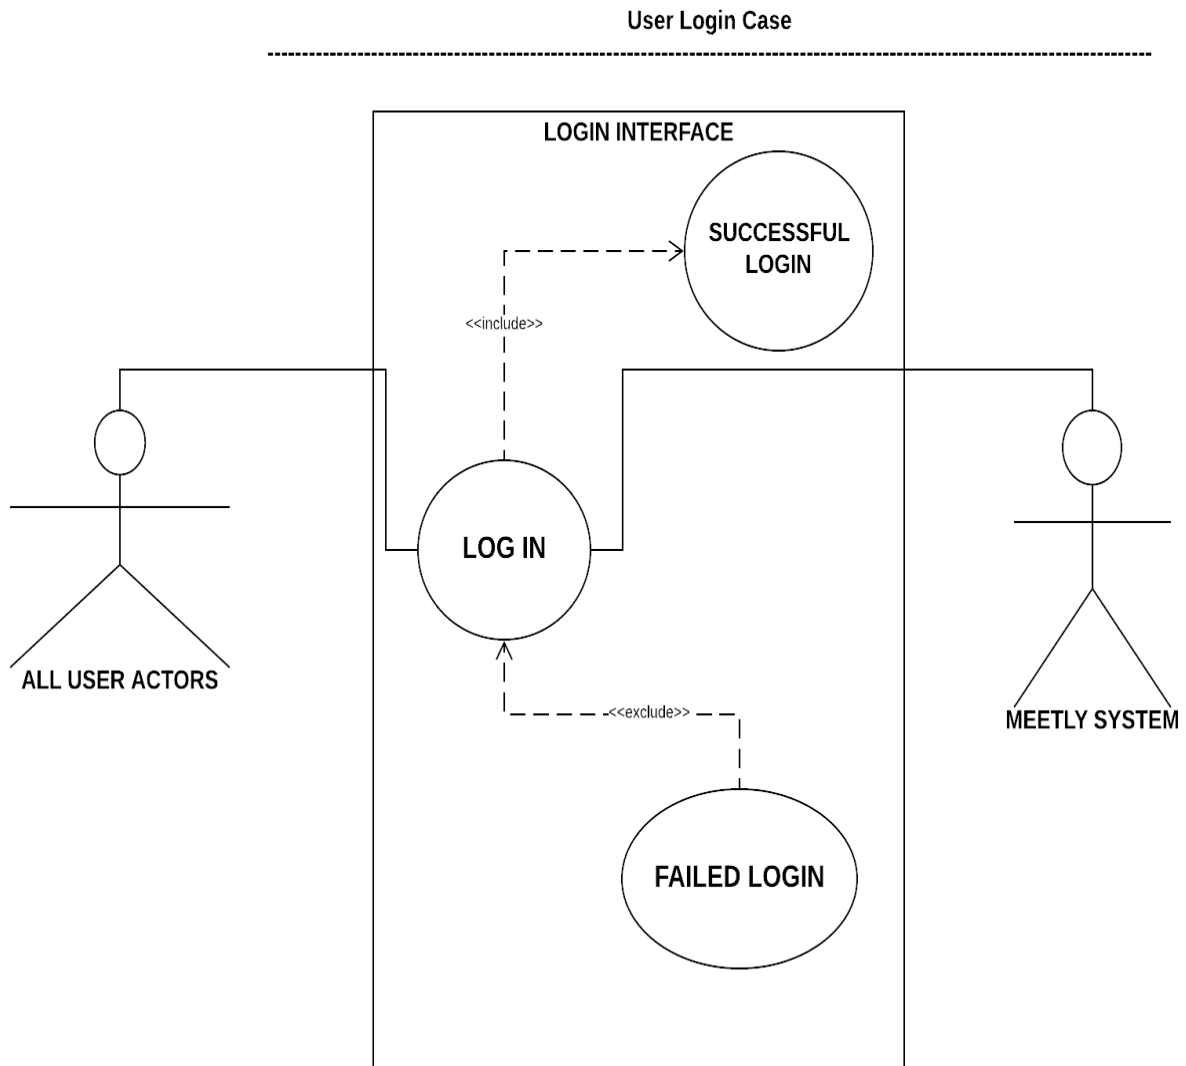 User Login Case
LOGIN INTERFACE
SUCCESSFUL
LOGIN
<<include>>
LOG IN
ALL USER ACTORS
<<exclude>>
MEETLY SYSTEM
FAILED LOGIN